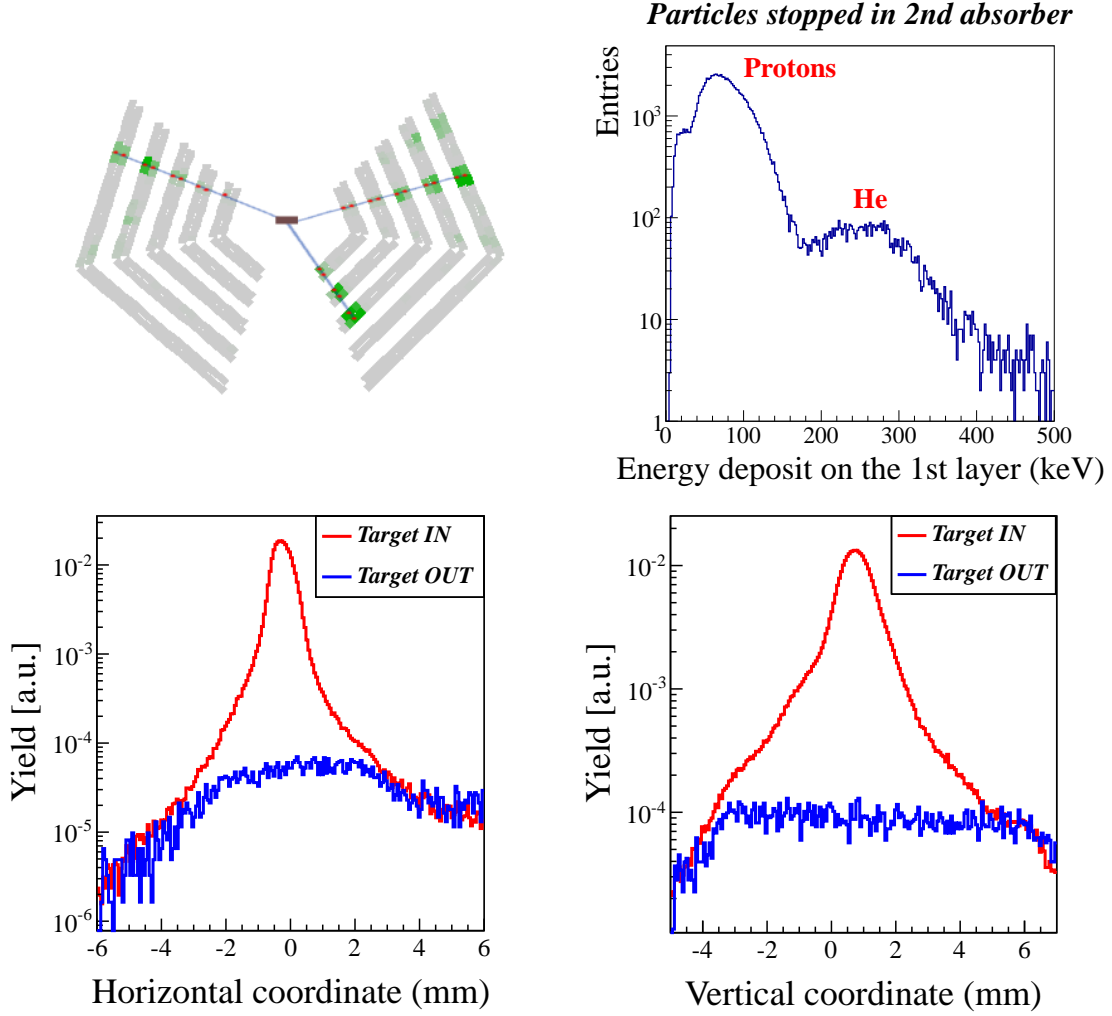 Particles stopped in 2nd absorber
Entries
10³
10²
10
1
Protons
He
0 100 200 300 400 500
Energy deposit on the 1st layer (keV)
Yield [a.u.]
10⁻²
10⁻³
10⁻⁴
10⁻⁵
10⁻⁶
Target IN
Target OUT
-6 -4 -2 0 2 4 6
Horizontal coordinate (mm)
Yield [a.u.]
10⁻²
10⁻³
10⁻⁴
Target IN
Target OUT
-4 -2 0 2 4 6
Vertical coordinate (mm)